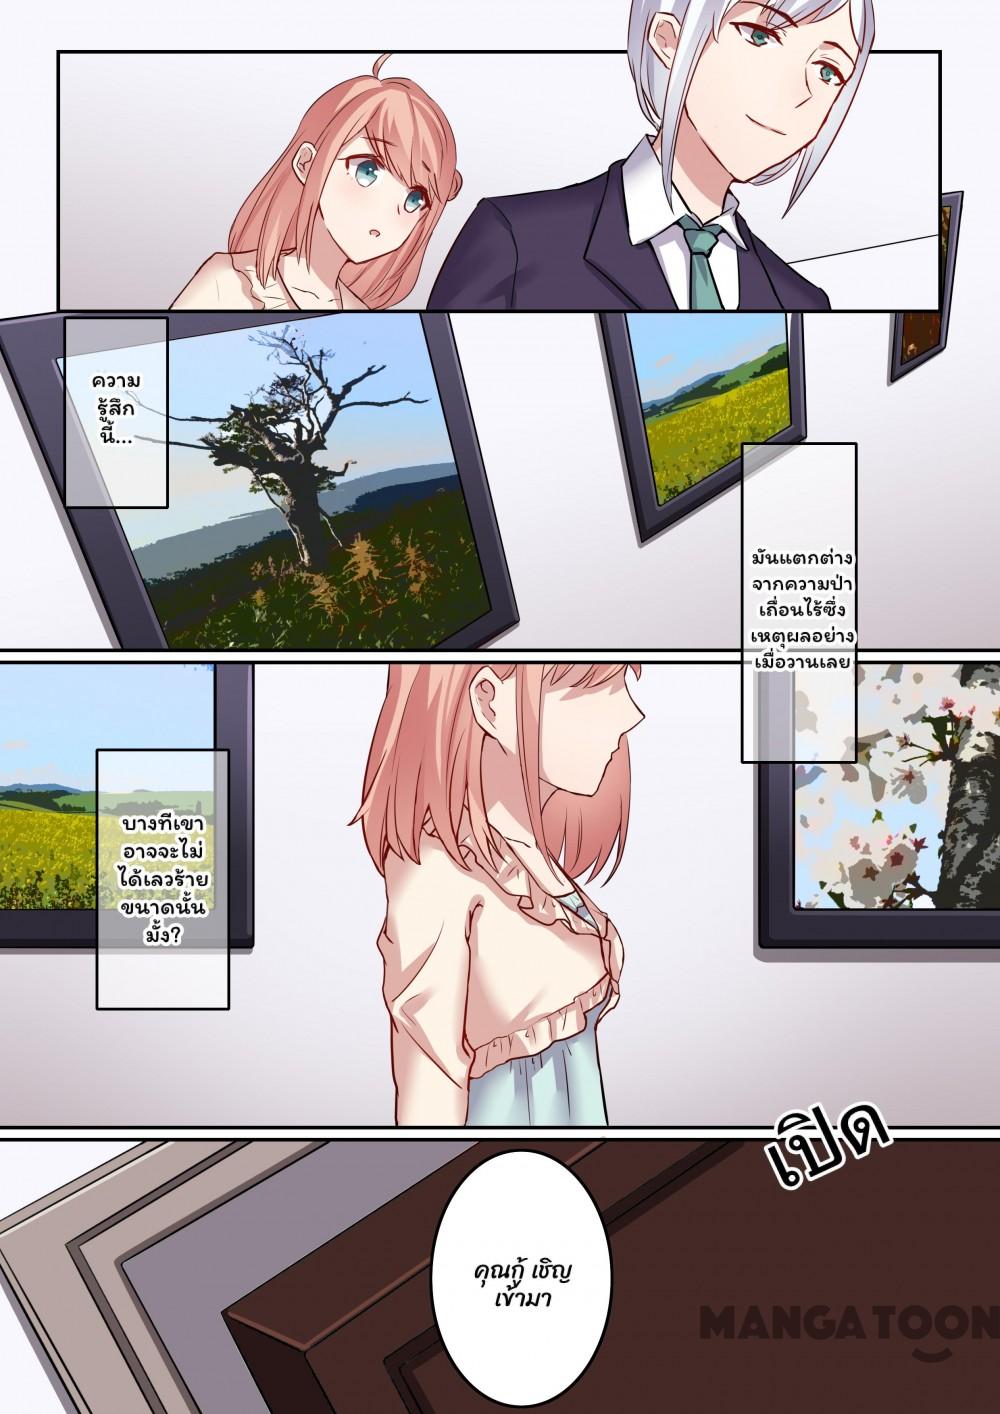 ความ
รู้สึก
นี้...
มันแตกต่าง
จากความป่า
เถื่อนไร้ซึ่ง
เหตุผลอย่าง
เมื่อวานเลย
บางทีเขา
อาจจะไม่
ได้เลวร้าย
ขนาดนั้น
มั้ง?
เปิด
คุณกู้ เชิญ
เข้ามา
MANGATOON